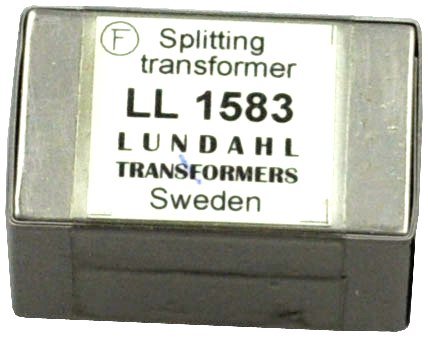 F Splitting
transformer
LL 1583
LUNDAHL
TRANSFORMERS
Sweden